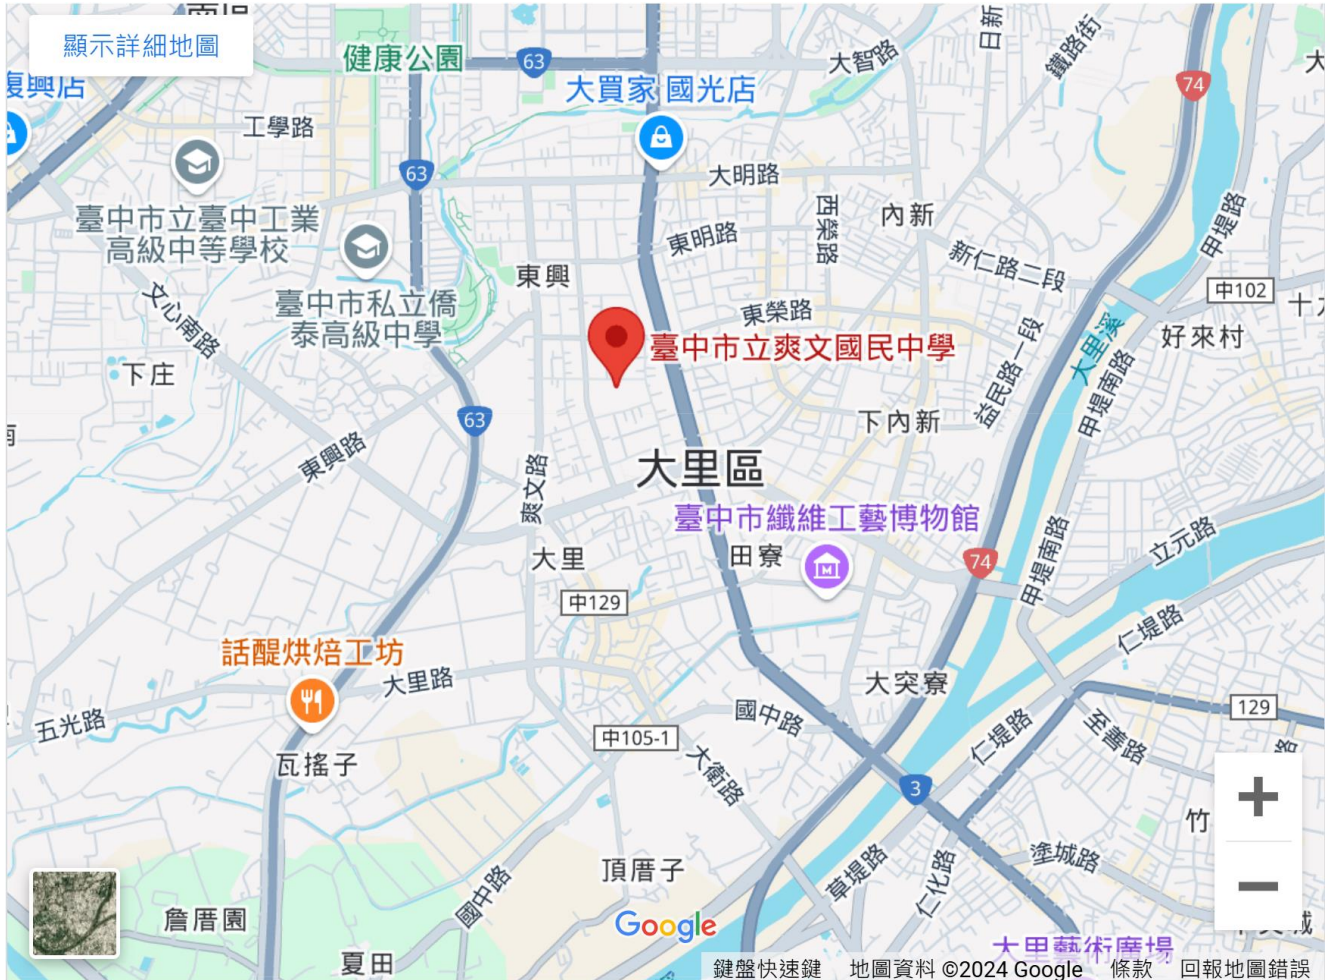 顯示詳細地圖
南區
健康公園
63
大智路
日新
鐵路街
復興店
大買家 國光店
74
工學路
63
大明路
臺中市立臺中工業
高級中等學校
西榮路
內新
甲堤路
東明路
新仁路二段
東興
臺中市私立僑
泰高級中學
文心南路
中102
東榮路
臺中市立爽文國民中學
益民路一段
大里溪
好來村
下庄
甲堤南路
63
下內新
東興路
爽文路
大里區
臺中市纖維工藝博物館
大里
田寮
74
甲堤南路
立元路
中129
仁堤路
話醒烘焙工坊
大里路
大突寮
五光路
國中路
129
中105-1
仁堤路
至善路
瓦搖子
大衛路
3
竹
頂厝子
草堤路
仁化路
塗城路
詹厝園
國中路
Google
夏田
大里藝術廣場
鍵盤快速鍵
地圖資料 ©2024 Google
條款
回報地圖錯誤